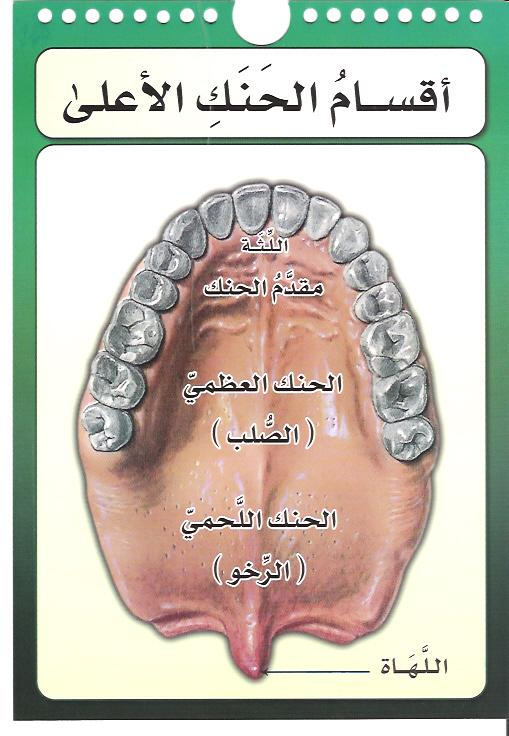 أقسامُ الحَنَكِ الأعلىٰ
اللِّثَة
مقدَّمُ الحنك
الحنك العظميّ
( الصُّلب )
الحنك اللَّحميّ
( الرِّخو )
اللَّهَاة